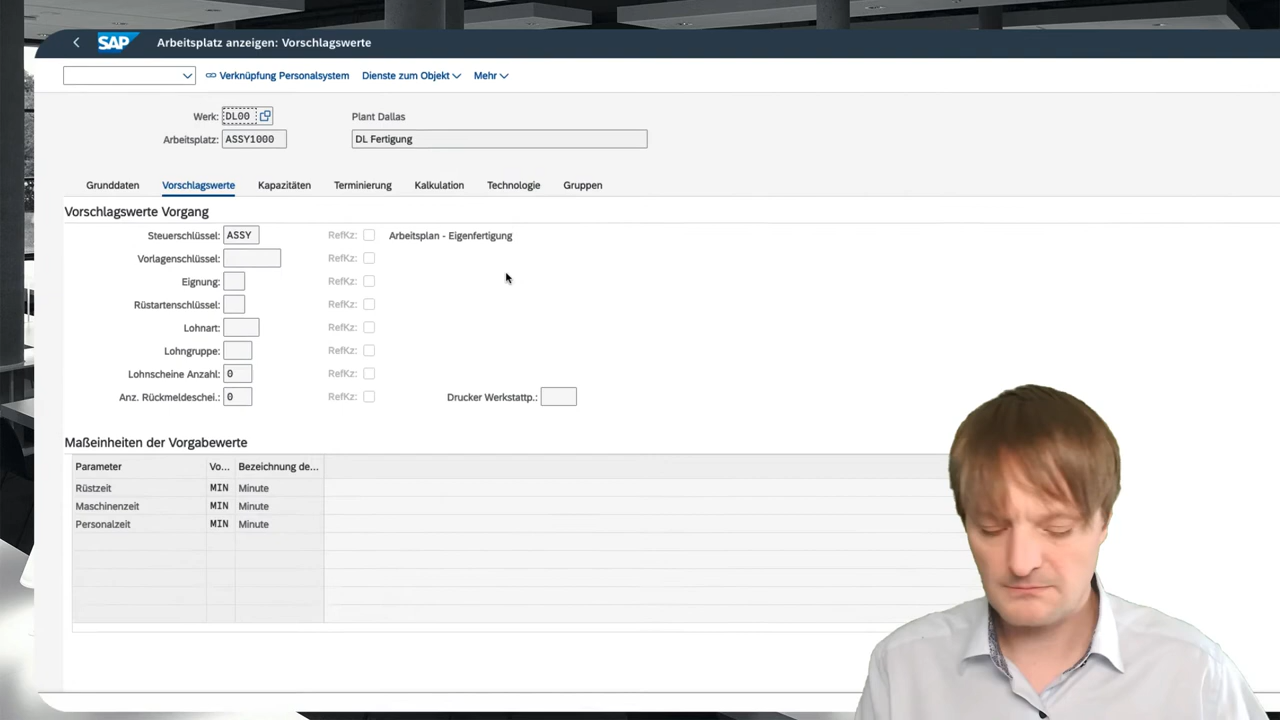 SAP Arbeitsplatz anzeigen: Vorschlagswerte
Verknüpfung Personalsystem Dienste zum Objekt Mehr
Werk: DL00 Plant Dallas
Arbeitsplatz: ASSY1000 DL Fertigung
Grunddaten Vorschlagswerte Kapazitäten Terminierung Kalkulation Technologie Gruppen
Vorschlagswerte Vorgang
Steuerschlüssel: ASSY RefKz: Arbeitsplan - Eigenfertigung
Vorlagenschlüssel: RefKz:
Eignung: RefKz:
Rüstartenschlüssel: RefKz:
Lohnart: RefKz:
Lohngruppe: RefKz:
Lohnscheine Anzahl: 0 RefKz:
Anz. Rückmeldeschei.: 0 RefKz: Drucker Werkstattp.:
Maßeinheiten der Vorgabewerte
Parameter Vo... Bezeichnung de...
Rüstzeit MIN Minute
Maschinenzeit MIN Minute
Personalzeit MIN Minute